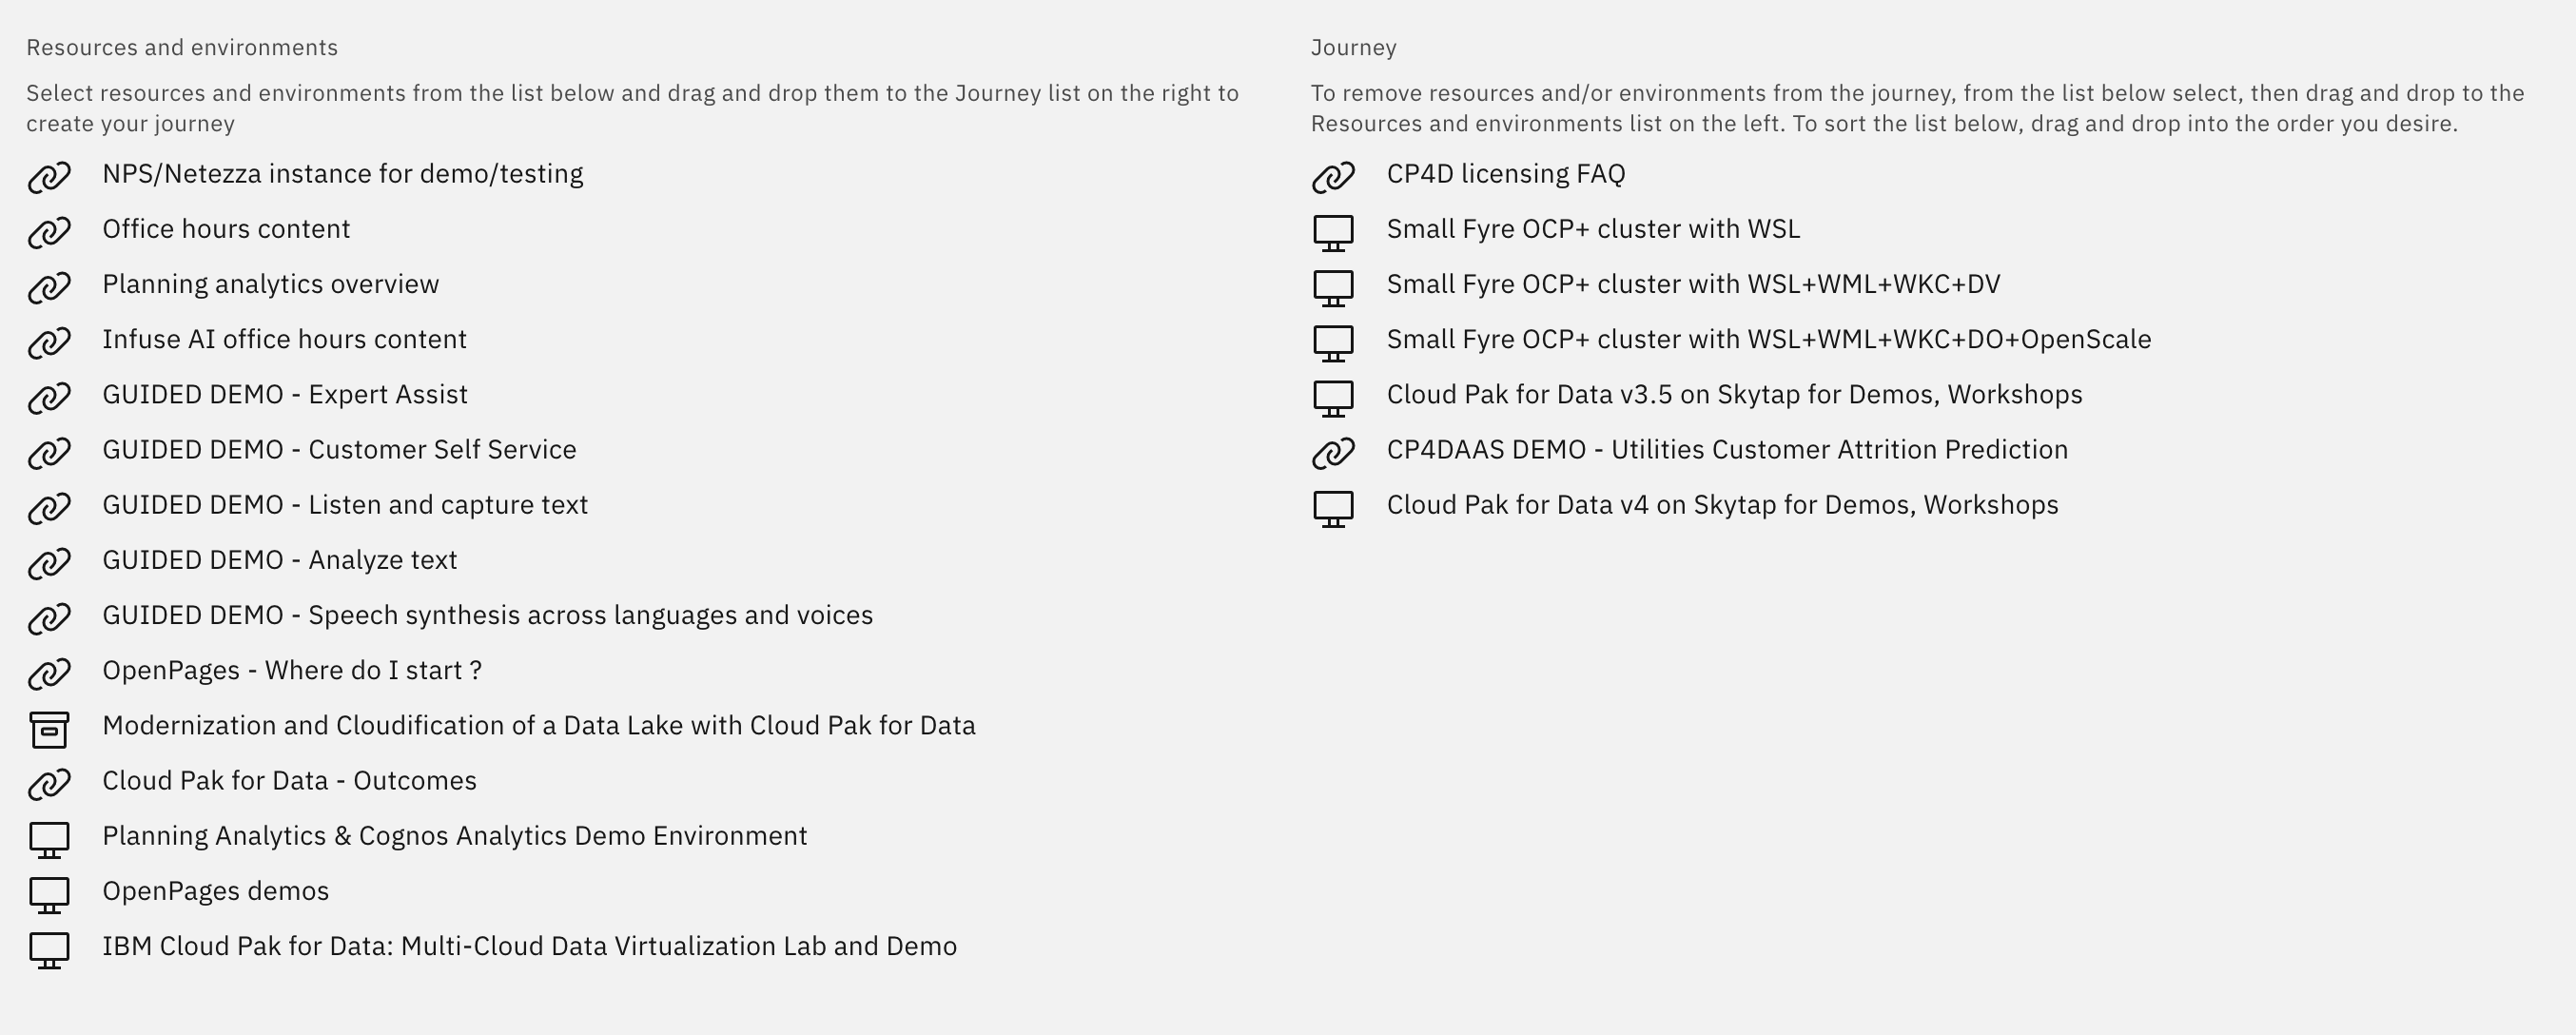 Resources and environments
Select resources and environments from the list below and drag and drop them to the Journey list on the right to
create your journey
NPS/Netezza instance for demo/testing
Office hours content
Planning analytics overview
Infuse AI office hours content
GUIDED DEMO - Expert Assist
GUIDED DEMO - Customer Self Service
GUIDED DEMO - Listen and capture text
GUIDED DEMO - Analyze text
GUIDED DEMO - Speech synthesis across languages and voices
OpenPages - Where do I start ?
Modernization and Cloudification of a Data Lake with Cloud Pak for Data
Cloud Pak for Data - Outcomes
Planning Analytics & Cognos Analytics Demo Environment
OpenPages demos
IBM Cloud Pak for Data: Multi-Cloud Data Virtualization Lab and Demo
Journey
To remove resources and/or environments from the journey, from the list below select, then drag and drop to the
Resources and environments list on the left. To sort the list below, drag and drop into the order you desire.
CP4D licensing FAQ
Small Fyre OCP+ cluster with WSL
Small Fyre OCP+ cluster with WSL+WML+WKC+DV
Small Fyre OCP+ cluster with WSL+WML+WKC+DO+OpenScale
Cloud Pak for Data v3.5 on Skytap for Demos, Workshops
CP4DAAS DEMO - Utilities Customer Attrition Prediction
Cloud Pak for Data v4 on Skytap for Demos, Workshops